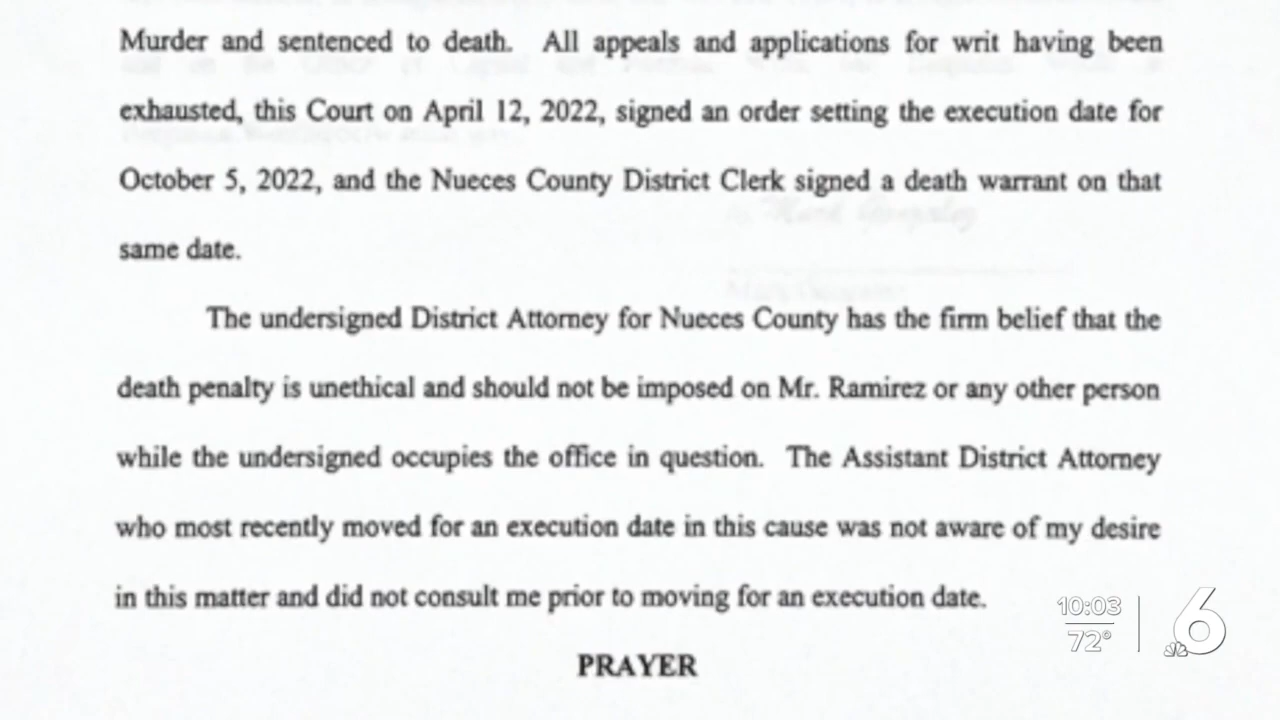 Murder and sentenced to death. All appeals and applications for writ having been
exhausted, this Court on April 12, 2022, signed an order setting the execution date for
October 5, 2022, and the Nueces County District Clerk signed a death warrant on that
same date.
The undersigned District Attorney for Nueces County has the firm belief that the
death penalty is unethical and should not be imposed on Mr. Ramirez or any other person
while the undersigned occupies the office in question. The Assistant District Attorney
who most recently moved for an execution date in this cause was not aware of my desire
in this matter and did not consult me prior to moving for an execution date.
PRAYER
10:03
72°
6